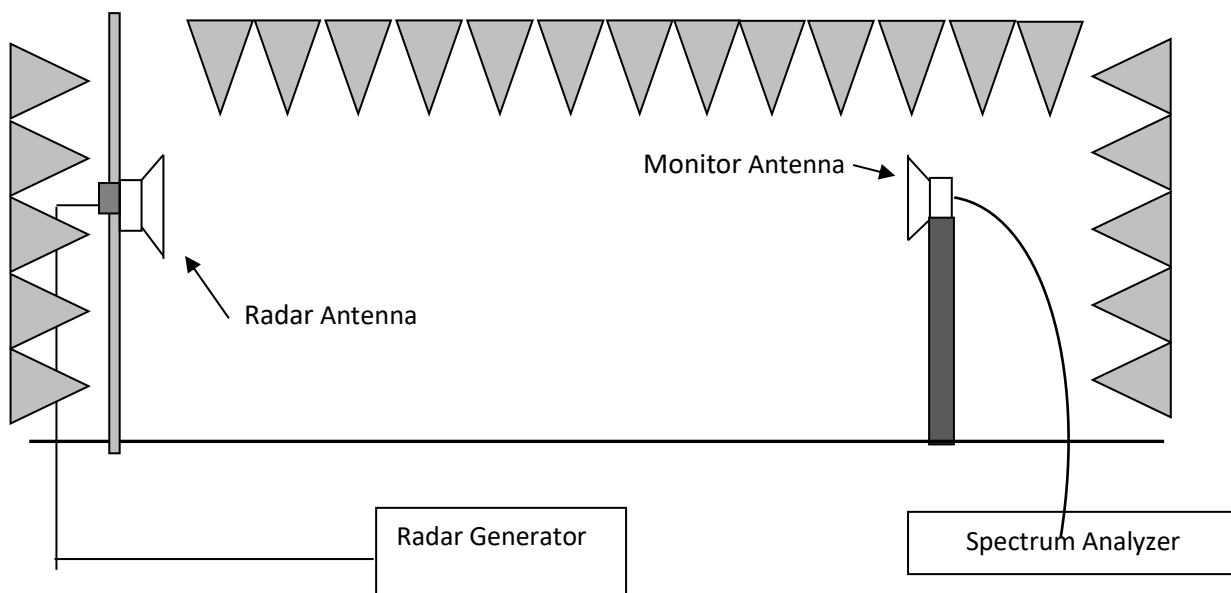 Monitor Antenna
Radar Antenna
Radar Generator
Spectrum Analyzer